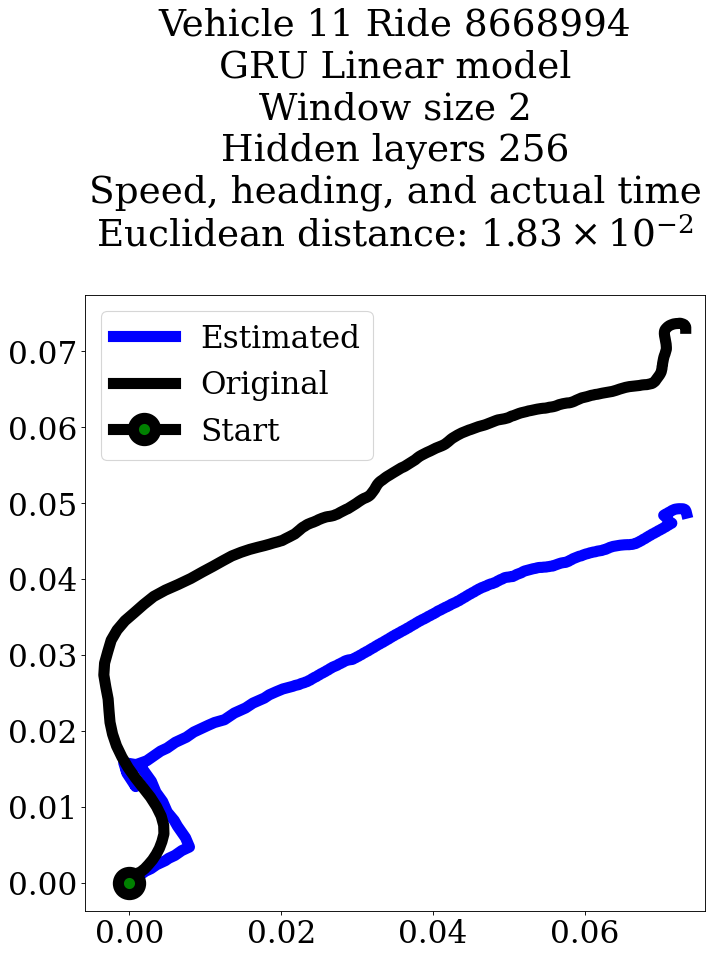 Vehicle 11 Ride 8668994
GRU Linear model
Window size 2
Hidden layers 256
Speed, heading, and actual time
Euclidean distance: 1.83 × 10⁻²
Estimated
Original
Start
0.07
0.06
0.05
0.04
0.03
0.02
0.01
0.00
0.00 0.02 0.04 0.06